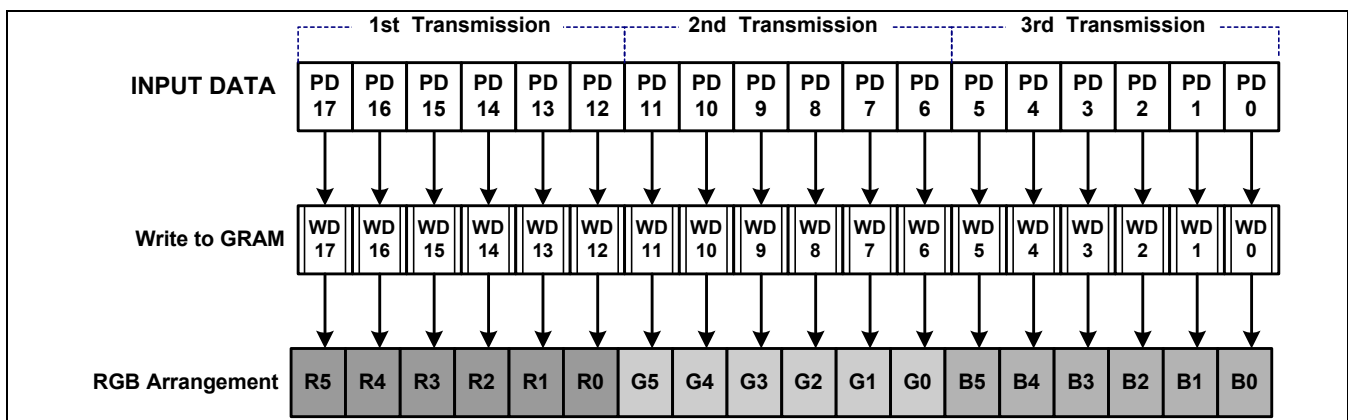 1st Transmission 2nd Transmission 3rd Transmission
INPUT DATA PD 17 PD 16 PD 15 PD 14 PD 13 PD 12 PD 11 PD 10 PD 9 PD 8 PD 7 PD 6 PD 5 PD 4 PD 3 PD 2 PD 1 PD 0
Write to GRAM WD 17 WD 16 WD 15 WD 14 WD 13 WD 12 WD 11 WD 10 WD 9 WD 8 WD 7 WD 6 WD 5 WD 4 WD 3 WD 2 WD 1 WD 0
RGB Arrangement R5 R4 R3 R2 R1 R0 G5 G4 G3 G2 G1 G0 B5 B4 B3 B2 B1 B0